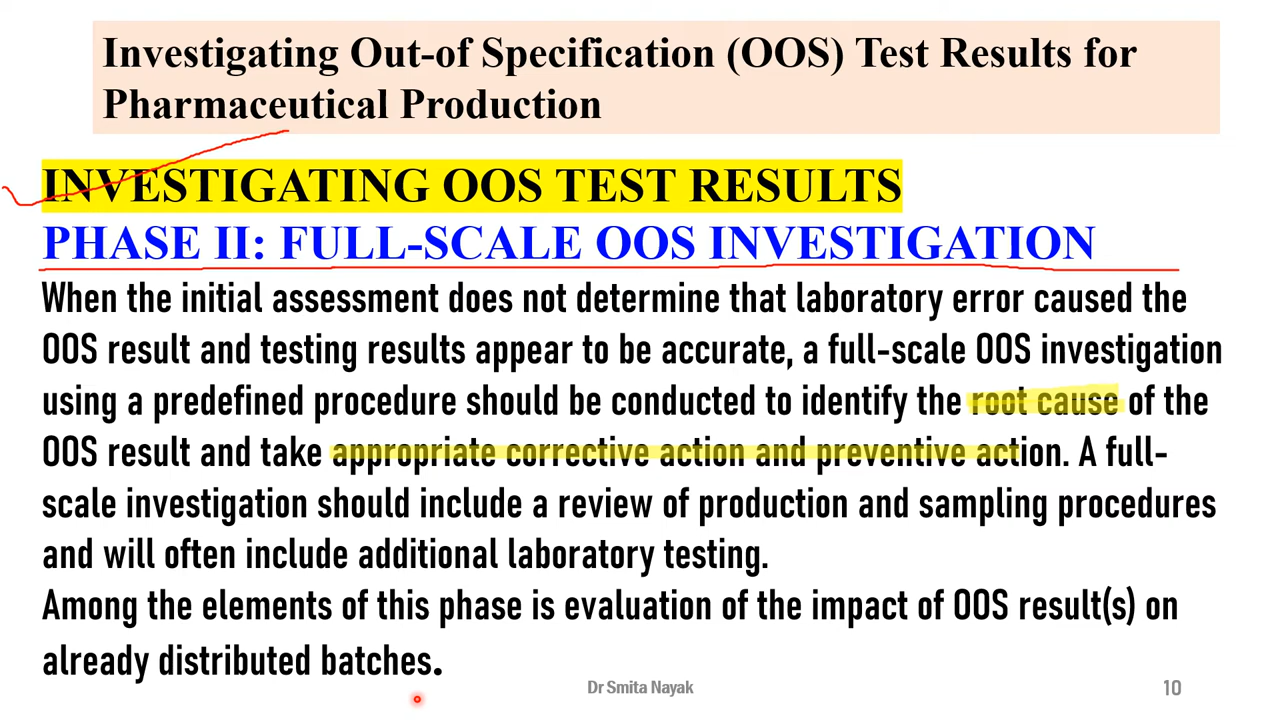 Investigating Out-of Specification (OOS) Test Results for
Pharmaceutical Production
INVESTIGATING OOS TEST RESULTS
PHASE II: FULL-SCALE OOS INVESTIGATION
When the initial assessment does not determine that laboratory error caused the
OOS result and testing results appear to be accurate, a full-scale OOS investigation
using a predefined procedure should be conducted to identify the root cause of the
OOS result and take appropriate corrective action and preventive action. A full-
scale investigation should include a review of production and sampling procedures
and will often include additional laboratory testing.
Among the elements of this phase is evaluation of the impact of OOS result(s) on
already distributed batches.
Dr Smita Nayak
10